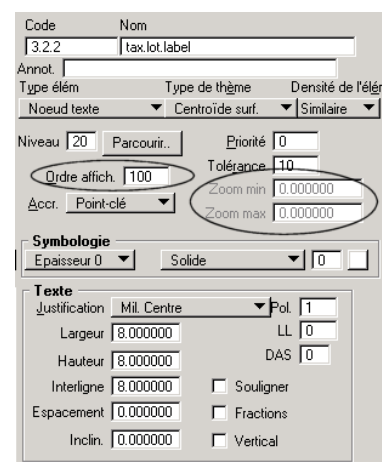 Code Nom
3.2.2 tax.lot.label
Annot.
Type élém Type de thème Densité de l'élér
Noeud texte Centroïde surf. Similaire
Niveau 20 Parcourir.. Priorité 0
Ordre affich. 100 Tolérance 10
Zoom min 0.000000
Accr. Point-clé Zoom max 0.000000
Symbologie
Epaisseur 0 Solide 0
Texte
Justification Mil. Centre Pol. 1
Largeur 8.000000 LL 0
Hauteur 8.000000 DAS 0
Interligne 8.000000 Souligner
Espacement 0.000000 Fractions
Inclin. 0.000000 Vertical